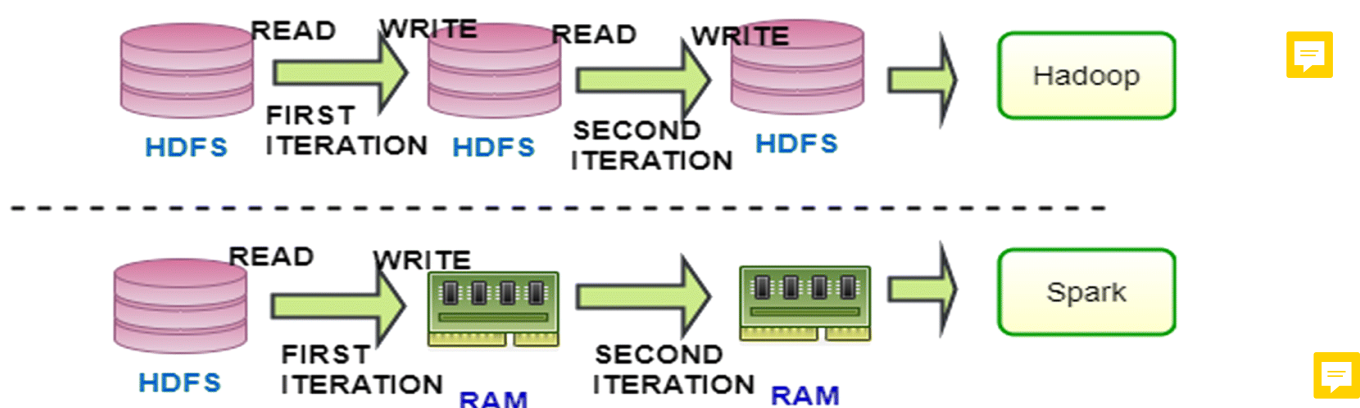 READ WRITE READ WRITE
Hadoop
FIRST
ITERATION
SECOND
ITERATION
HDFS HDFS HDFS
READ WRITE
Spark
FIRST
ITERATION
SECOND
ITERATION
HDFS RAM RAM